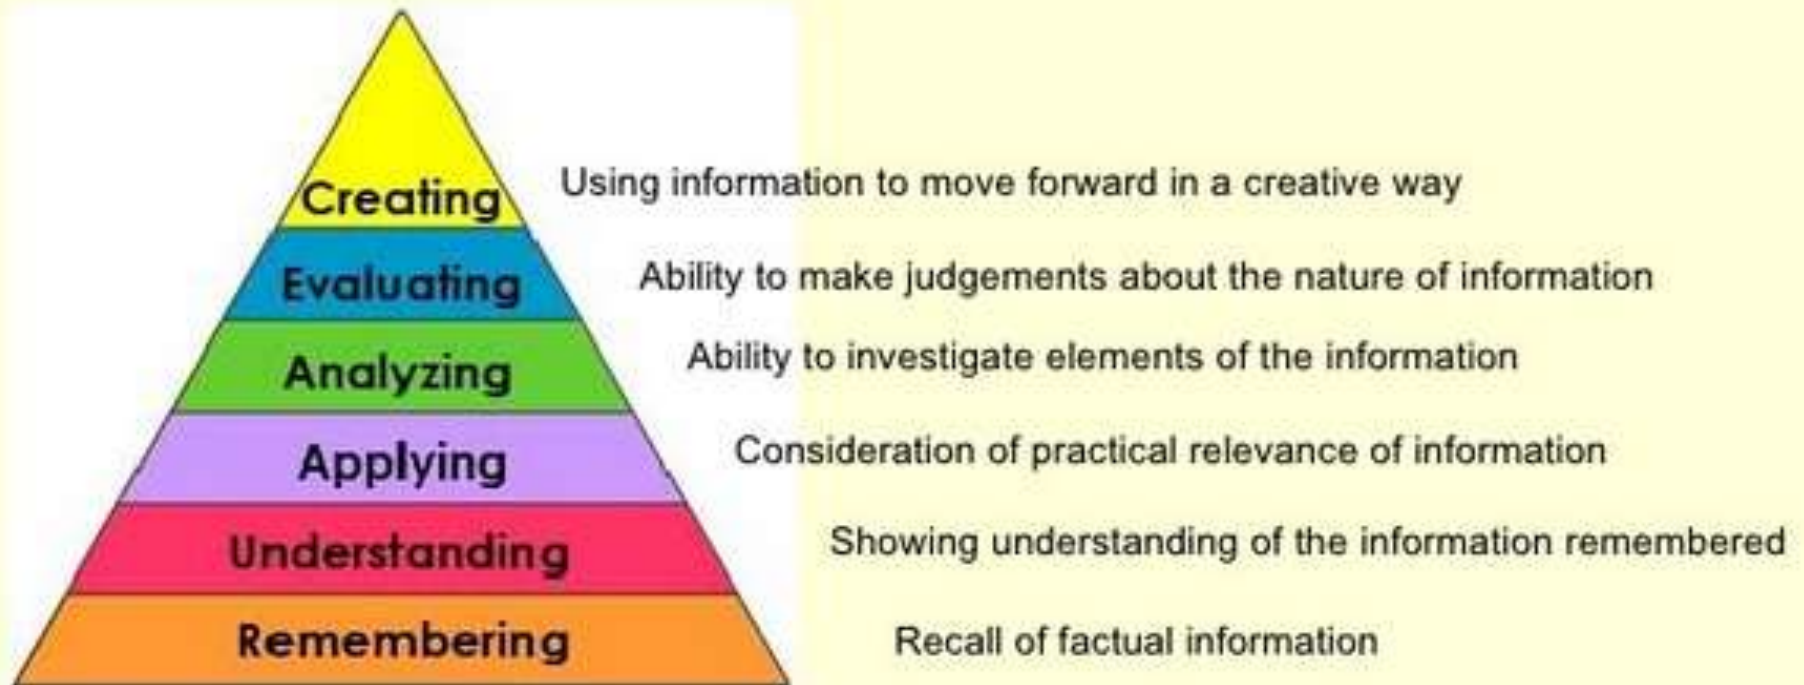 Creating Using information to move forward in a creative way
Evaluating Ability to make judgements about the nature of information
Analyzing Ability to investigate elements of the information
Applying Consideration of practical relevance of information
Understanding Showing understanding of the information remembered
Remembering Recall of factual information